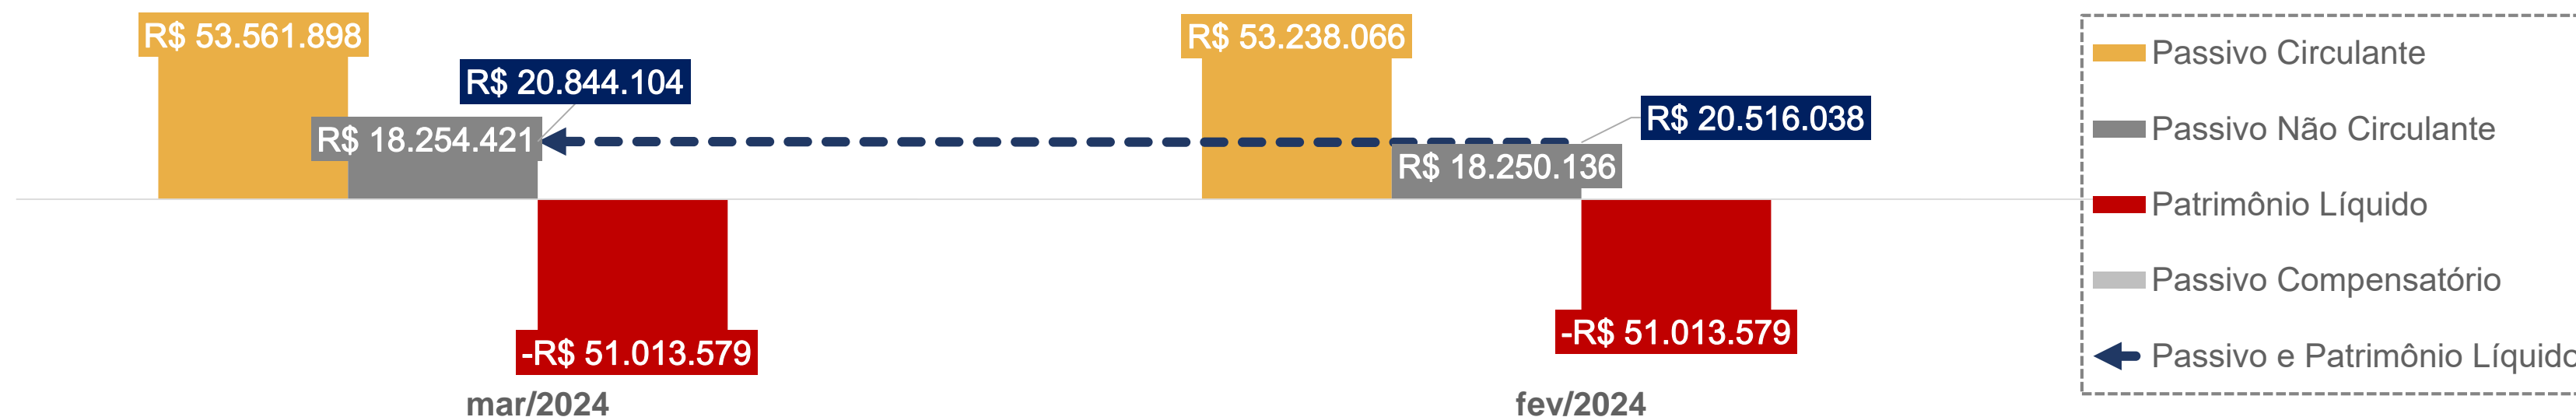 R$ 53.561.898
R$ 20.844.104
R$ 18.254.421
-R$ 51.013.579
mar/2024
R$ 53.238.066
R$ 20.516.038
R$ 18.250.136
-R$ 51.013.579
fev/2024
Passivo Circulante
Passivo Não Circulante
Patrimônio Líquido
Passivo Compensatório
Passivo e Patrimônio Líquido